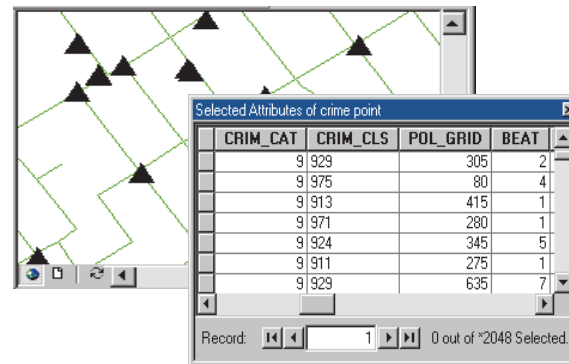 Selected Attributes of crime point
CRIM_CAT CRIM_CLS POL_GRID BEAT
9 929 305 2
9 975 80 4
9 913 415 1
9 971 280 1
9 924 345 5
9 911 275 1
9 929 635 7
Record: 1 0 out of *2048 Selected.